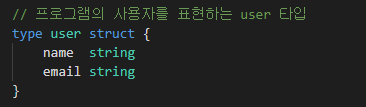 // 프로그램의 사용자를 표현하는 user 타입
type user struct {
    name  string
    email string
}